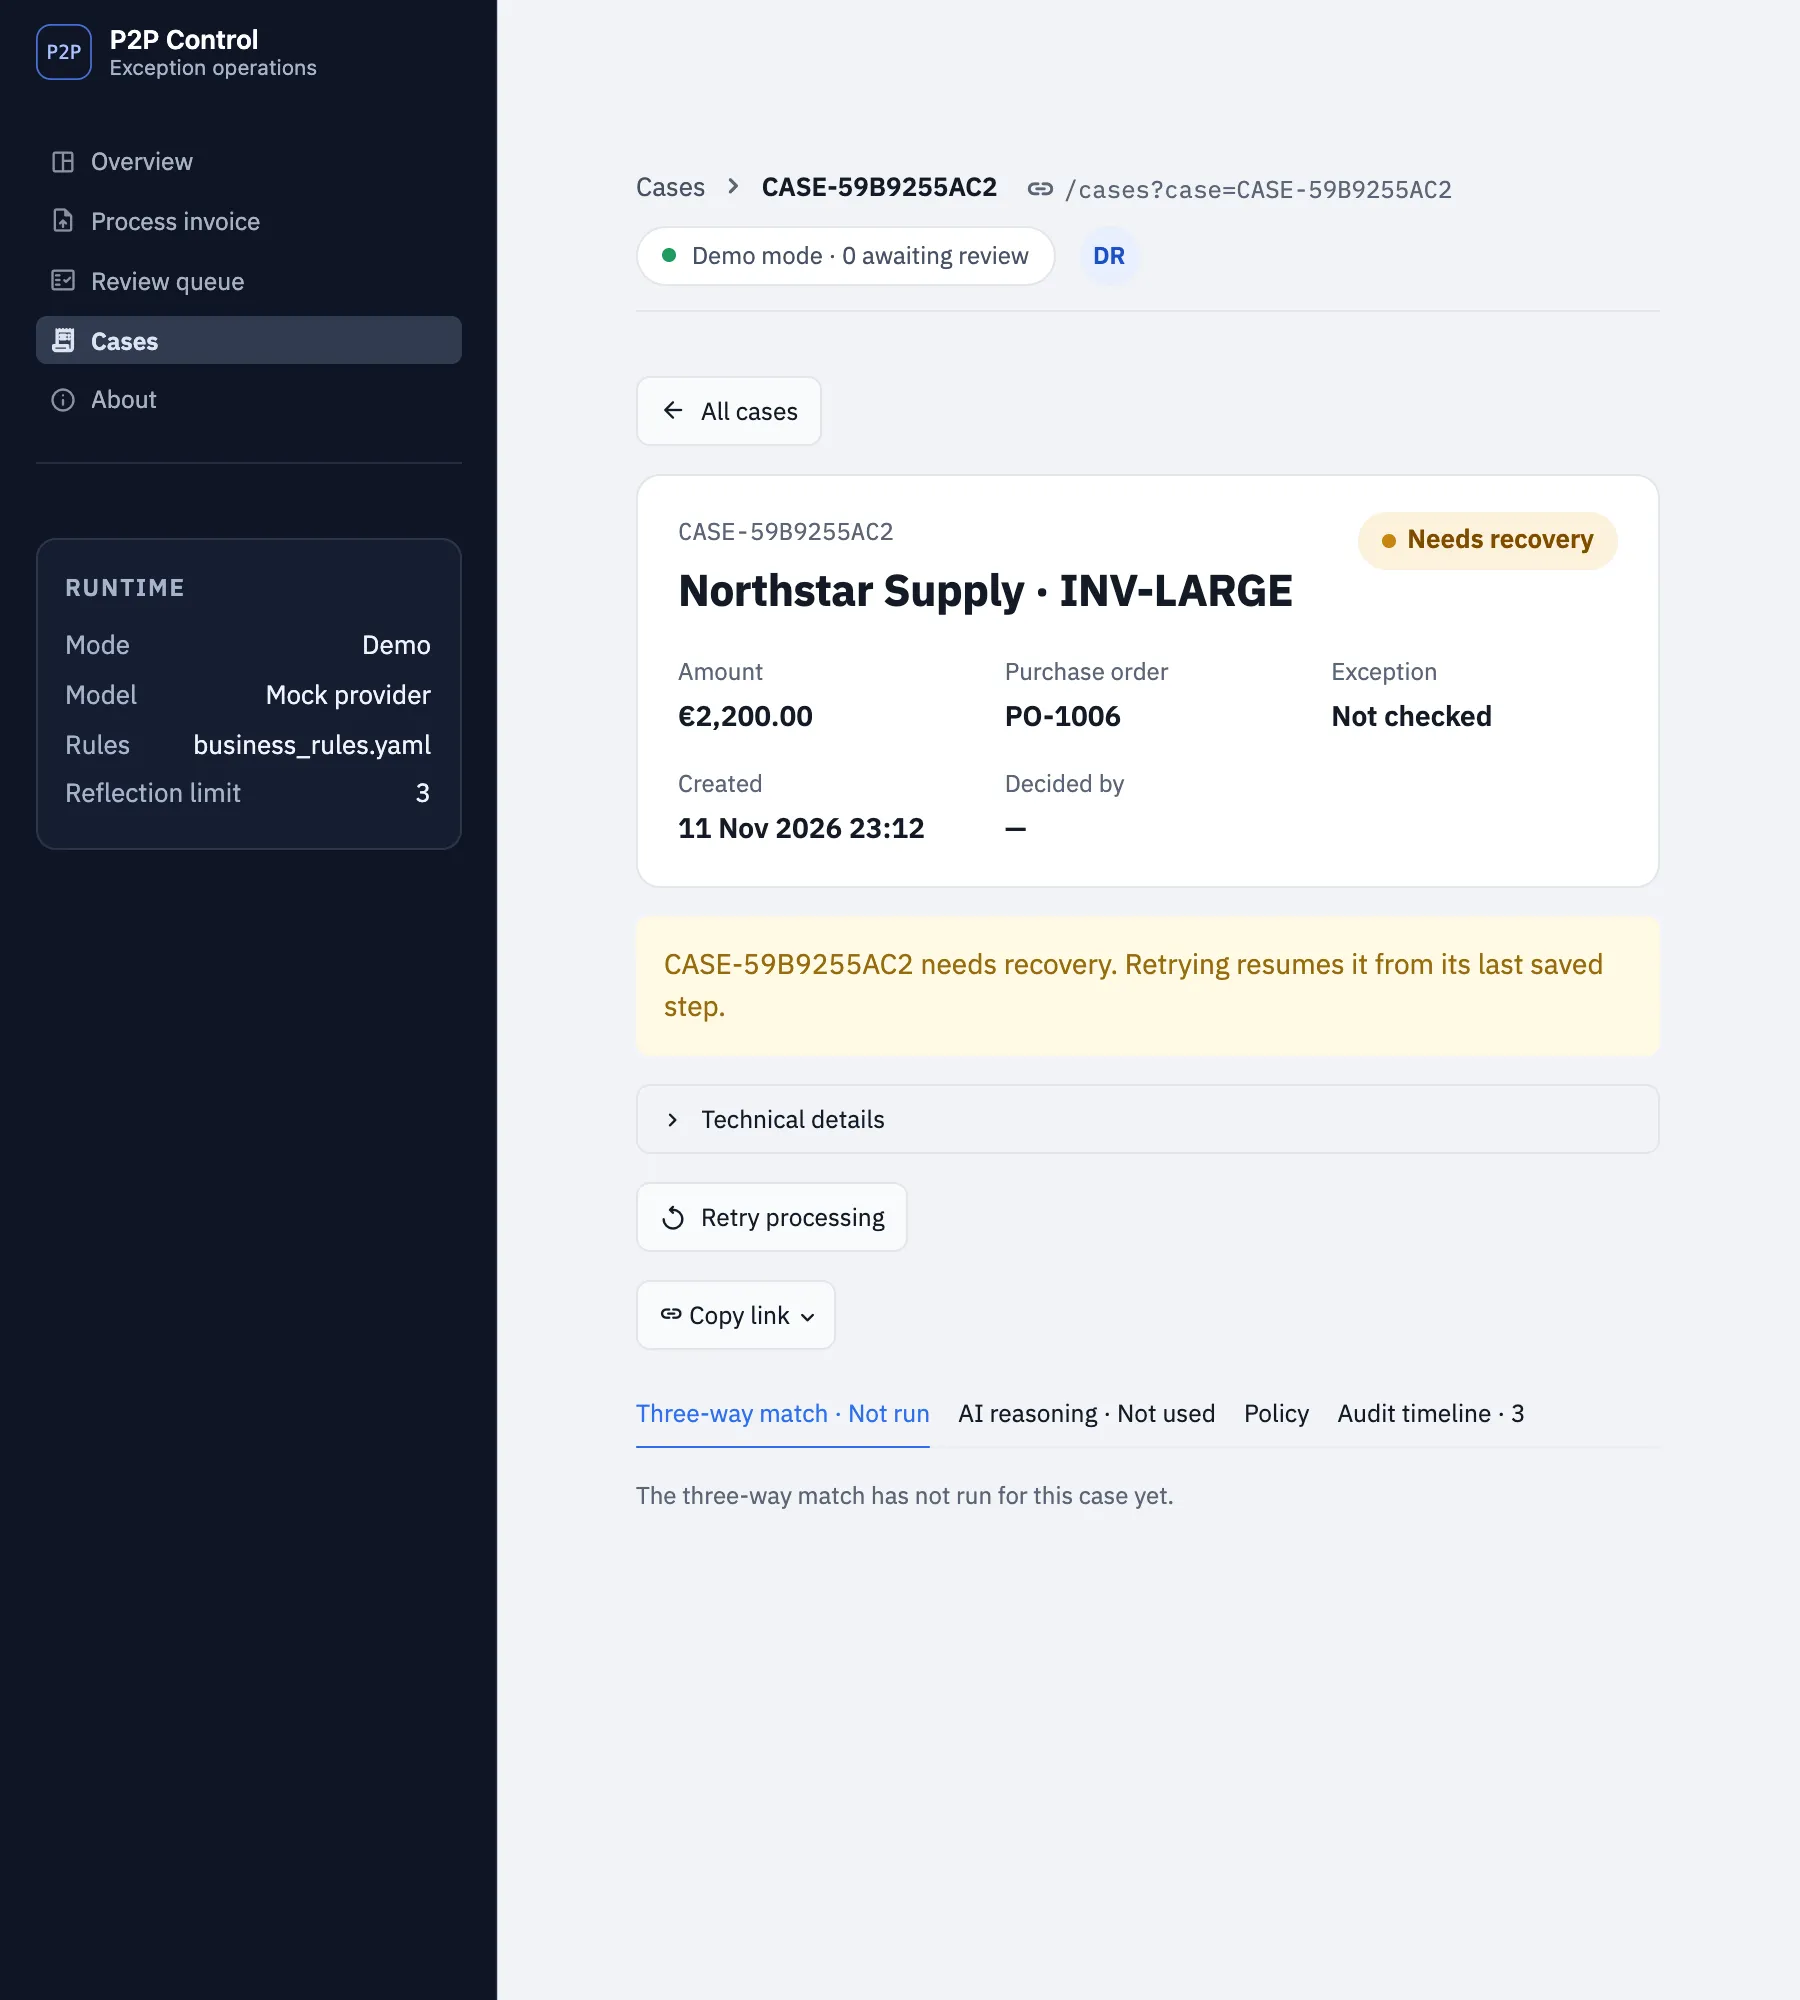 P2P
P2P Control
Exception operations
Overview
Process invoice
Review queue
Cases
About
RUNTIME
Mode Demo
Model Mock provider
Rules business_rules.yaml
Reflection limit 3
Cases CASE-59B9255AC2 /cases?case=CASE-59B9255AC2
Demo mode · 0 awaiting review DR
All cases
CASE-59B9255AC2
Needs recovery
Northstar Supply · INV-LARGE
Amount Purchase order Exception
€2,200.00 PO-1006 Not checked
Created Decided by
11 Nov 2026 23:12 —
CASE-59B9255AC2 needs recovery. Retrying resumes it from its last saved
step.
Technical details
Retry processing
Copy link
Three-way match · Not run AI reasoning · Not used Policy Audit timeline · 3
The three-way match has not run for this case yet.